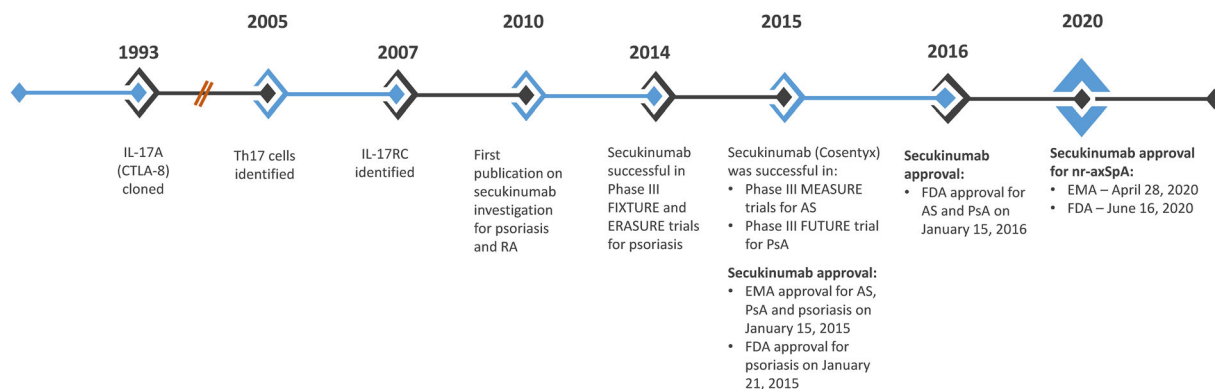 1993
IL-17A
(CTLA-8)
cloned
2005
Th17 cells
identified
2007
IL-17RC
identified
2010
First
publication on
secukinumab
investigation
for psoriasis
and RA
2014
Secukinumab
successful in
Phase III
FIXTURE and
ERASURE trials
for psoriasis
2015
Secukinumab (Cosentyx)
was successful in:
• Phase III MEASURE
trials for AS
• Phase III FUTURE trial
for PsA
Secukinumab approval:
• EMA approval for AS,
PsA and psoriasis on
January 15, 2015
• FDA approval for
psoriasis on January
21, 2015
2016
Secukinumab
approval:
• FDA approval for
AS and PsA on
January 15, 2016
2020
Secukinumab approval
for nr-axSpA:
• EMA – April 28, 2020
• FDA – June 16, 2020